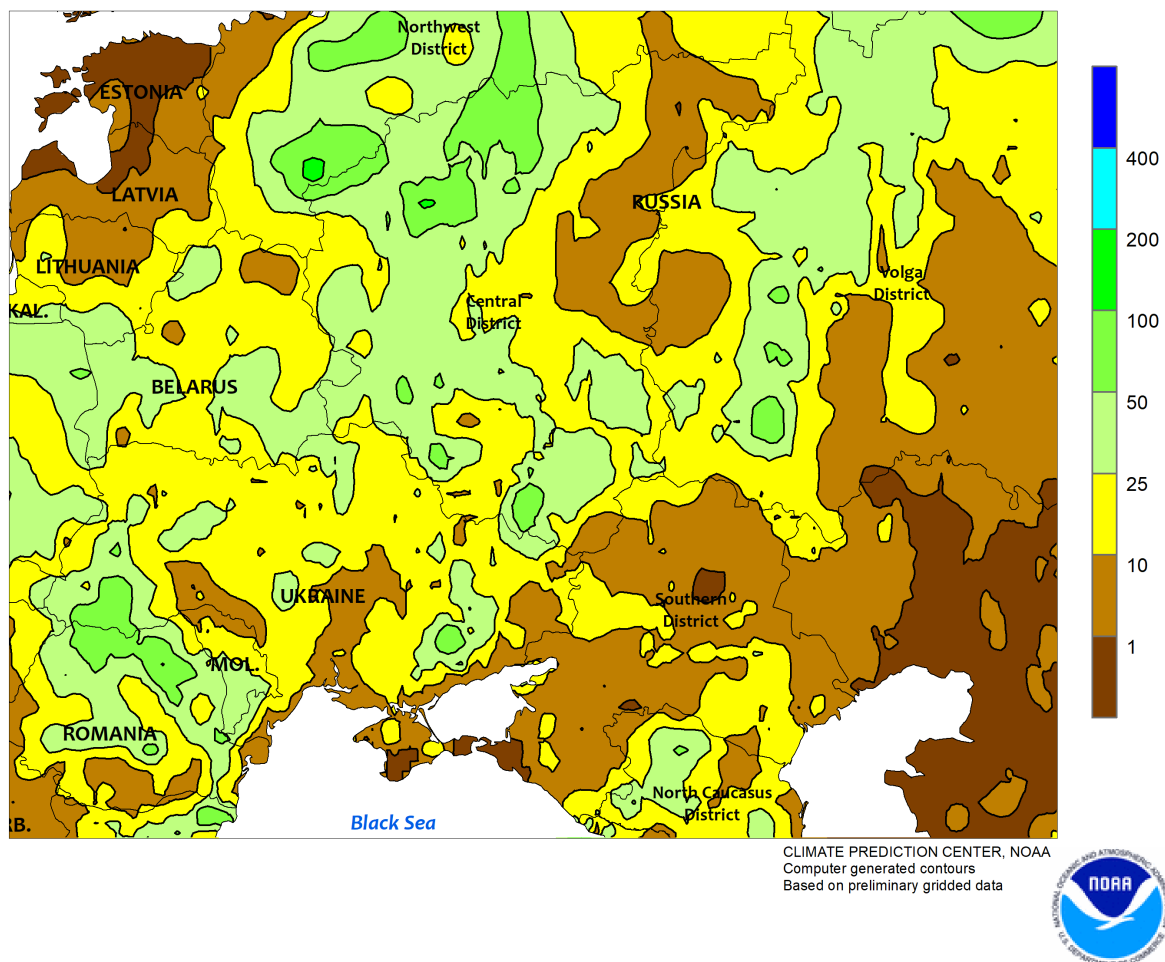 Northwest
District
ESTONIA
LATVIA
RUSSIA
LITHUANIA
Volga
District
KAL.
Central
District
BELARUS
UKRAINE
Southern
District
MOL.
ROMANIA
North Caucasus
District
RB.
Black Sea
400
200
100
50
25
10
1
CLIMATE PREDICTION CENTER, NOAA
Computer generated contours
Based on preliminary gridded data
NOAA
NATIONAL OCEANIC AND ATMOSPHERIC
U.S. DEPARTMENT OF COMMERCE